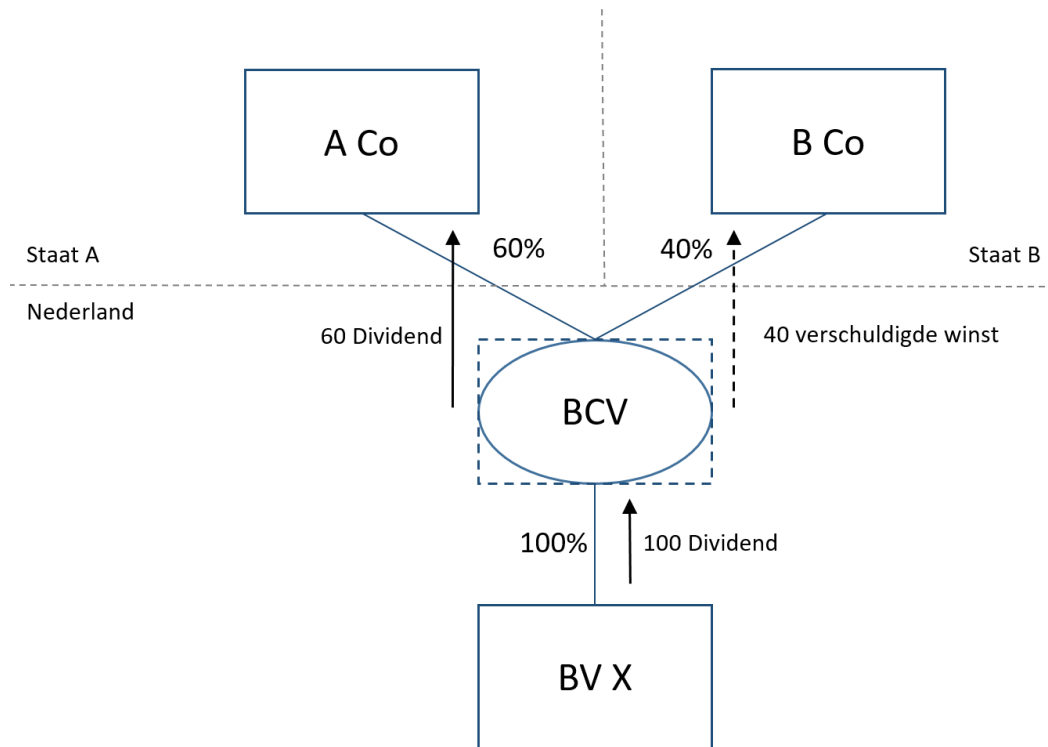 A Co
B Co
Staat A
60%
40%
Staat B
Nederland
60 Dividend
40 verschuldigde winst
BCV
100%
100 Dividend
BV X